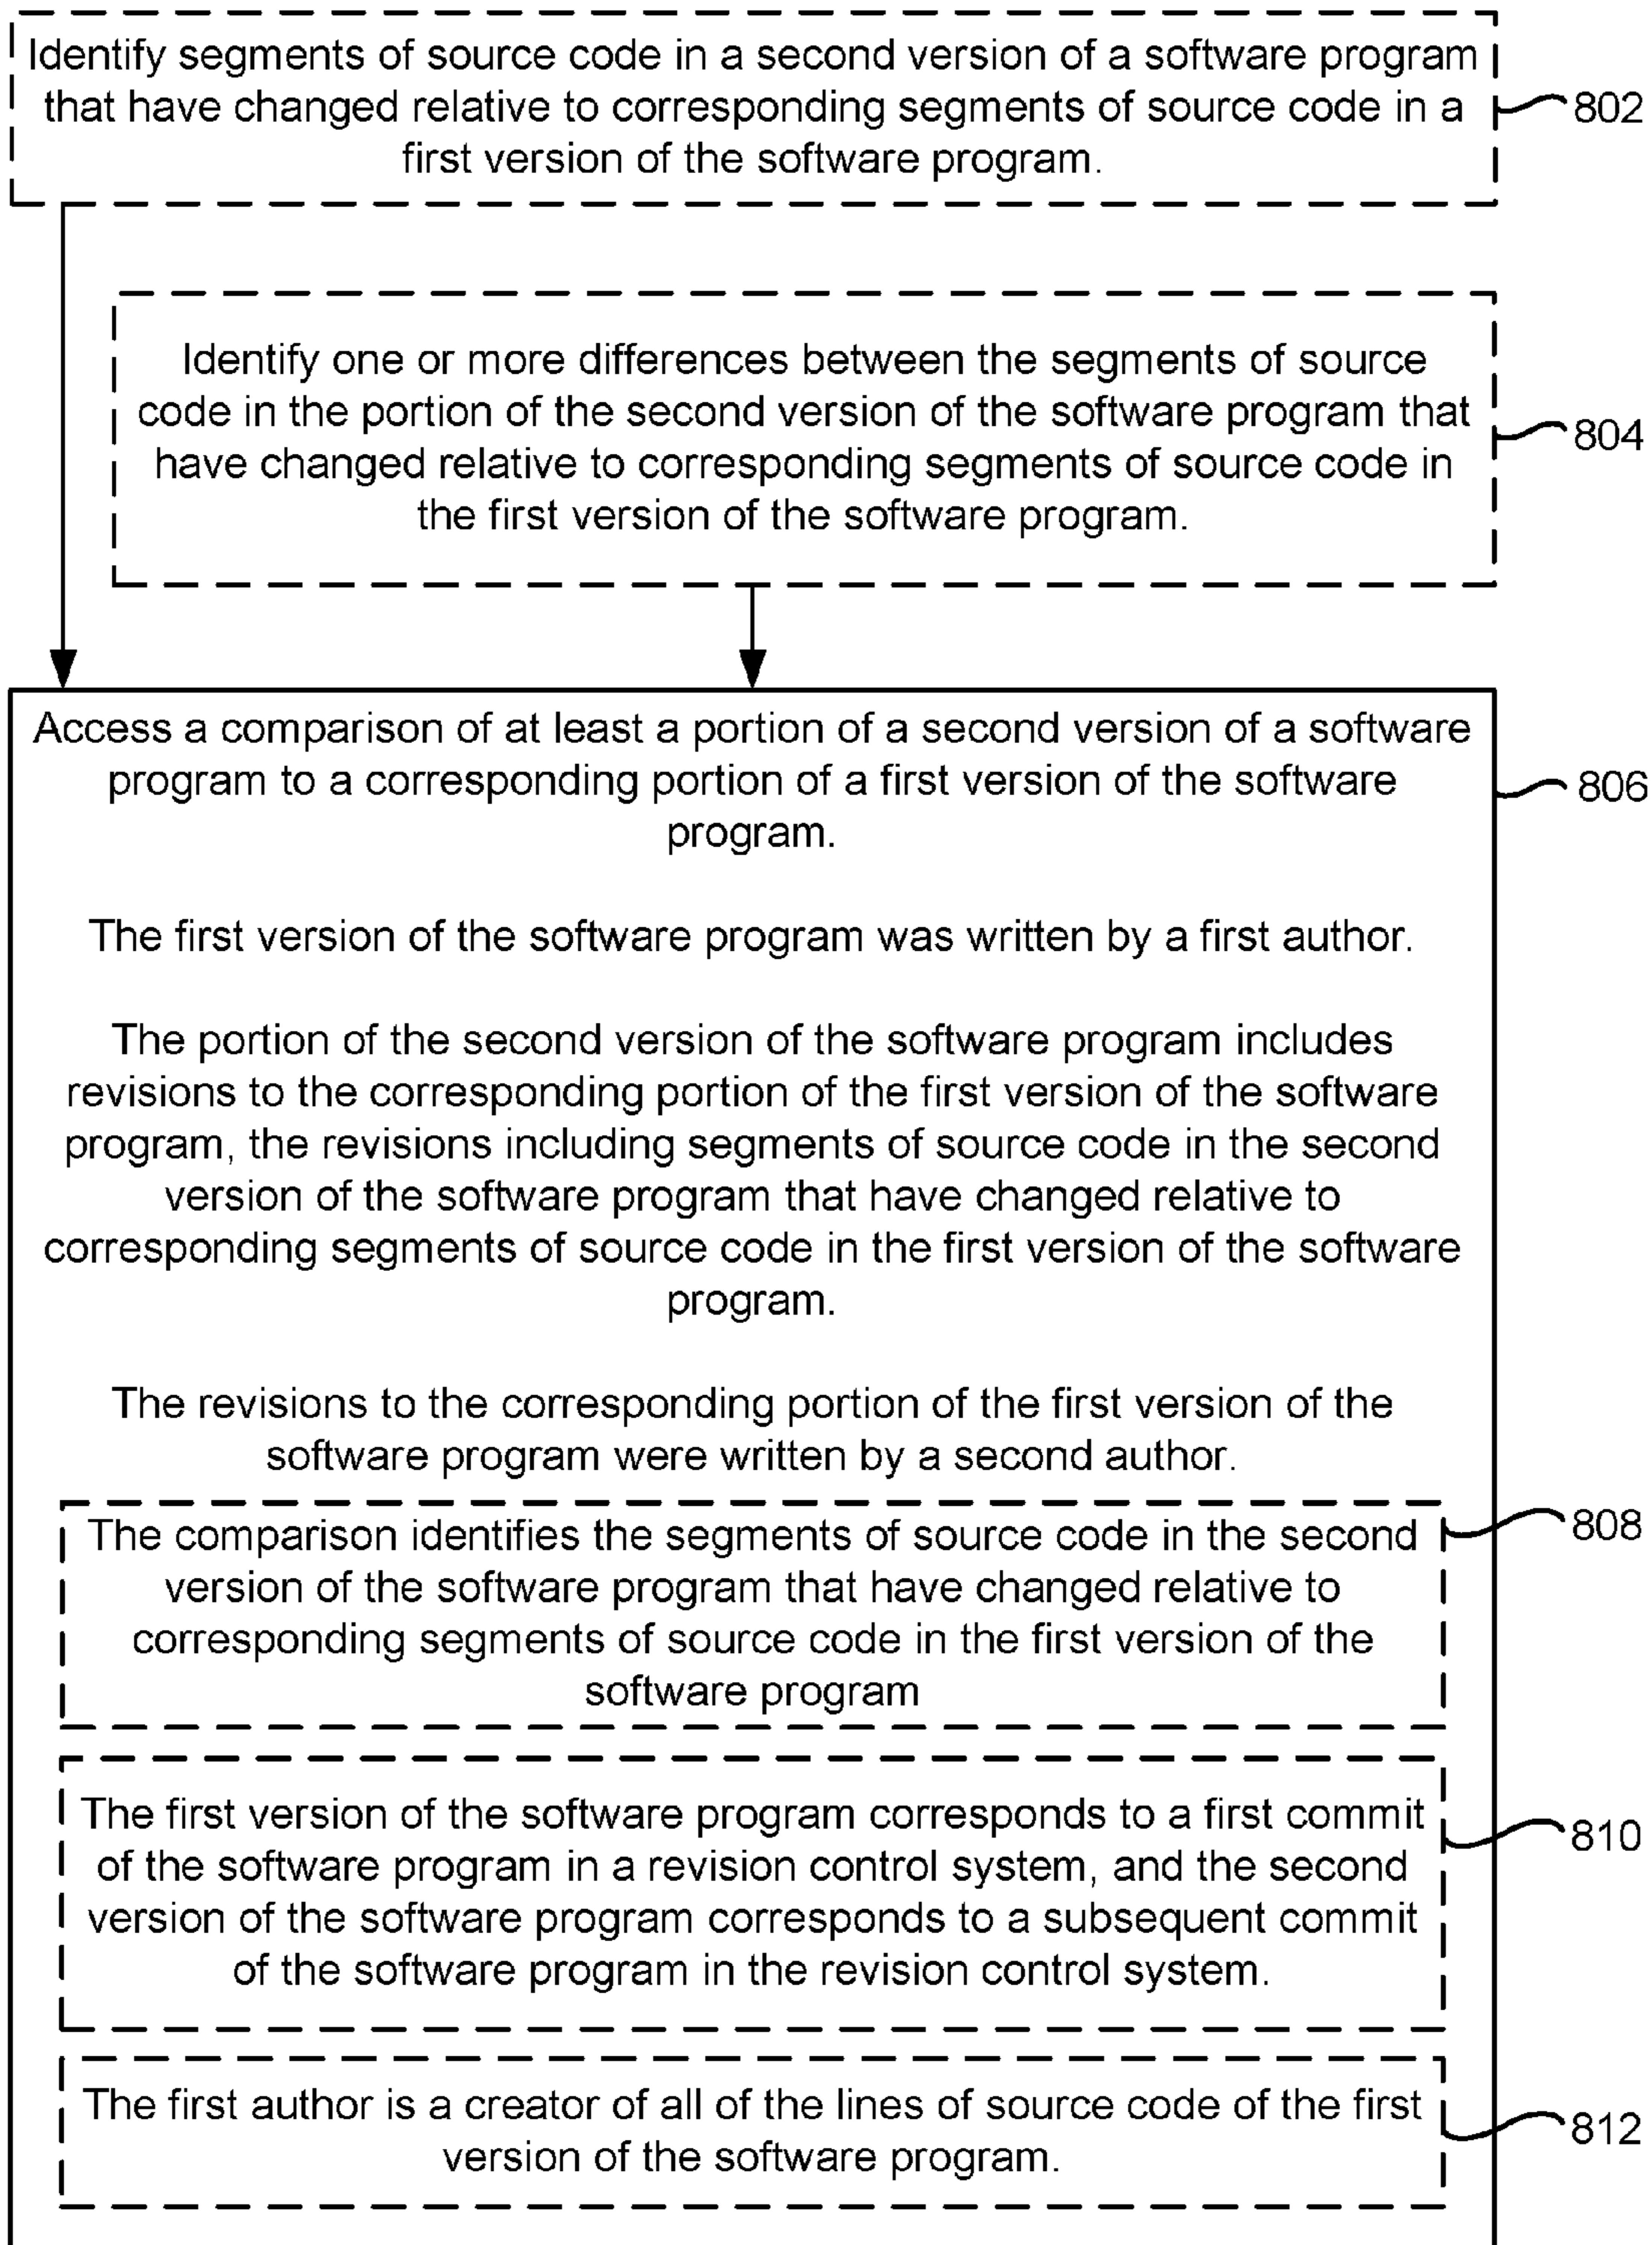 Identify segments of source code in a second version of a software program
that have changed relative to corresponding segments of source code in a
first version of the software program.
802
Identify one or more differences between the segments of source
code in the portion of the second version of the software program that
have changed relative to corresponding segments of source code in
the first version of the software program.
804
Access a comparison of at least a portion of a second version of a software
program to a corresponding portion of a first version of the software
program.
806
The first version of the software program was written by a first author.
The portion of the second version of the software program includes
revisions to the corresponding portion of the first version of the software
program, the revisions including segments of source code in the second
version of the software program that have changed relative to
corresponding segments of source code in the first version of the software
program.
The revisions to the corresponding portion of the first version of the
software program were written by a second author.
The comparison identifies the segments of source code in the second
version of the software program that have changed relative to
corresponding segments of source code in the first version of the
software program
808
The first version of the software program corresponds to a first commit
of the software program in a revision control system, and the second
version of the software program corresponds to a subsequent commit
of the software program in the revision control system.
810
The first author is a creator of all of the lines of source code of the first
version of the software program.
812